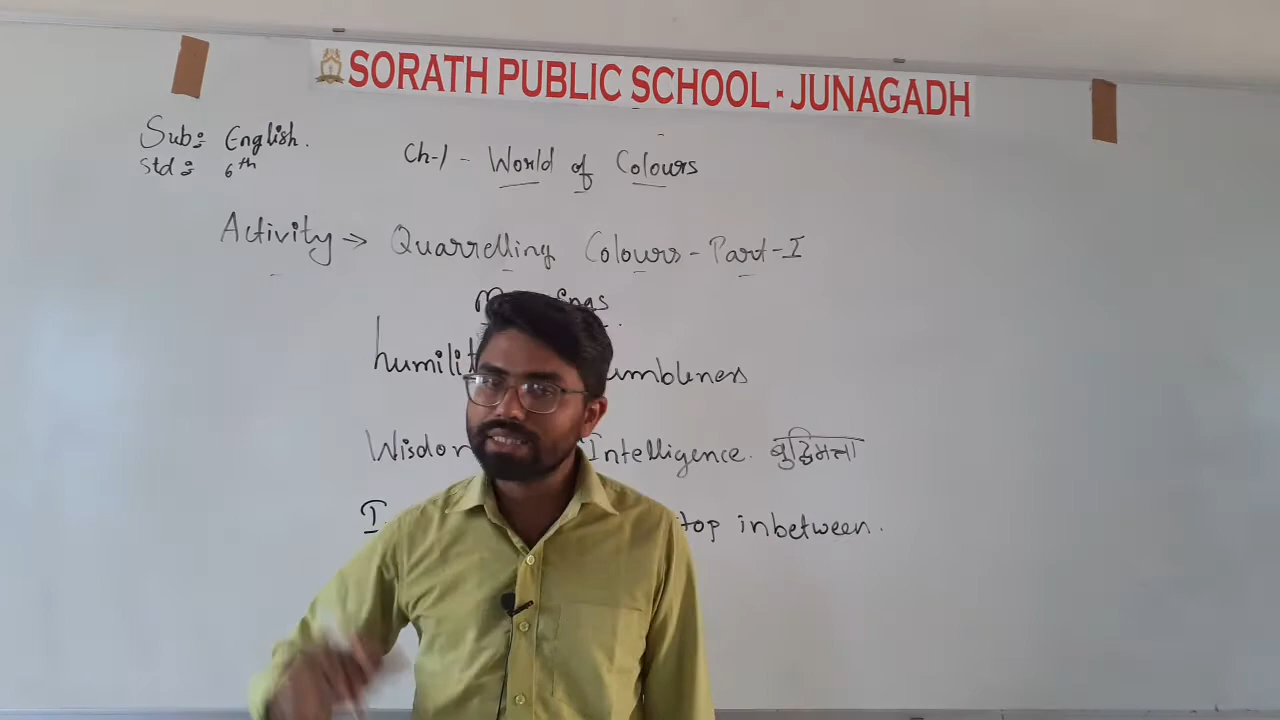 SORATH PUBLIC SCHOOL - JUNAGADH
Sub: English.
Std: 6th
Ch-1 - World of Colours
Activity → Quarrelling Colours - Part-I
humilit umbleness
Wisdom Intelligence. बुद्धिमत्ता
I top inbetween.